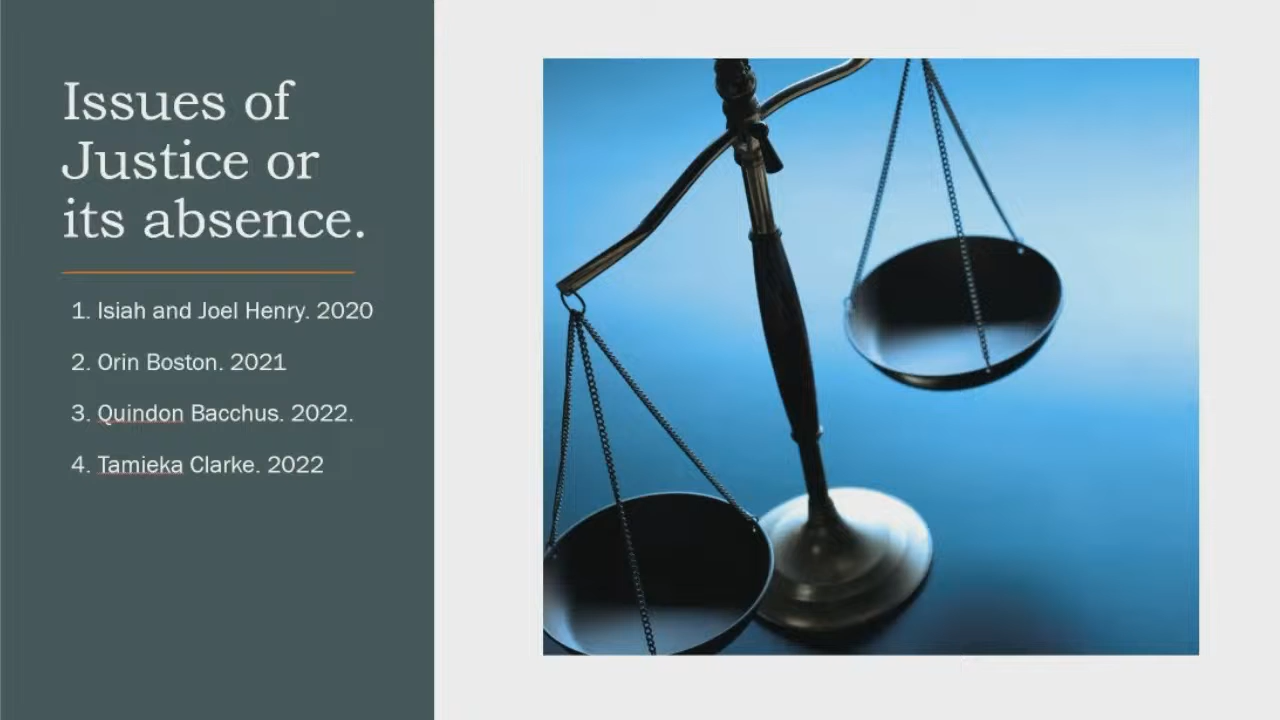 Issues of
Justice or
its absence.
1. Isiah and Joel Henry. 2020
2. Orin Boston. 2021
3. Quindon Bacchus. 2022.
4. Tamieka Clarke. 2022